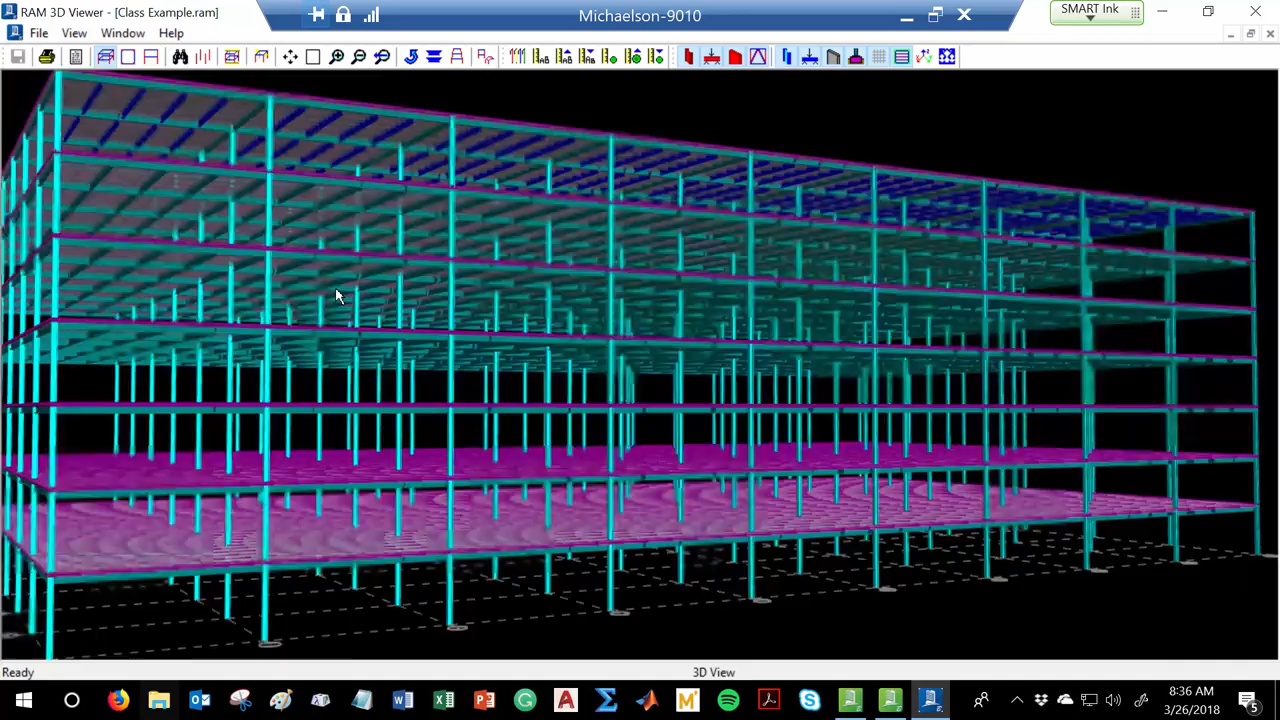 RAM 3D Viewer - [Class Example.ram]
Michaelson-9010
SMART Ink
File View Window Help
Ready
3D View
8:36 AM
3/26/2018
5